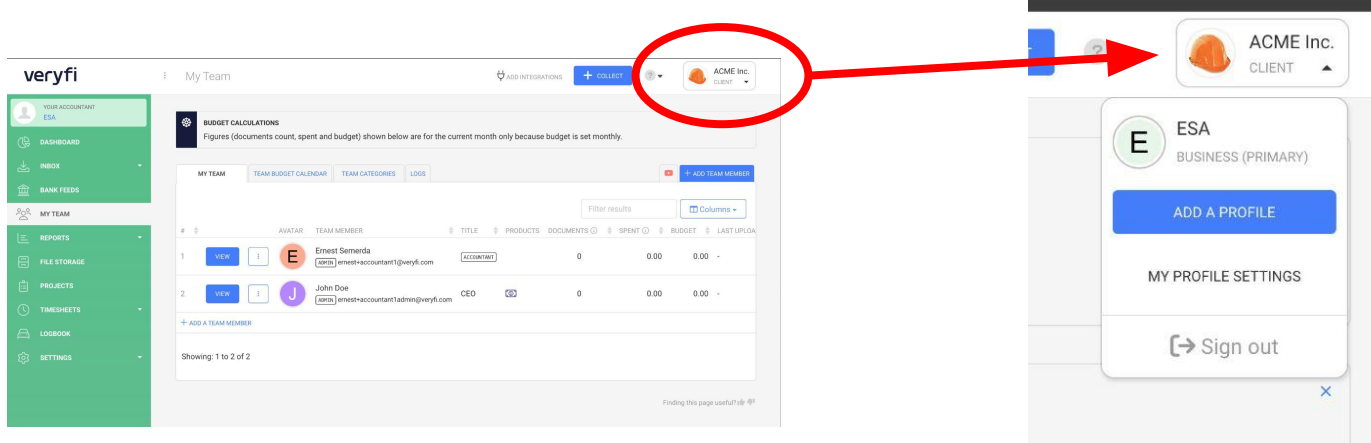 veryfi
My Team
ADD INTEGRATIONS
+ COLLECT
?
ACME Inc.
CLIENT
YOUR ACCOUNTANT
ESA
DASHBOARD
INBOX
BANK FEEDS
MY TEAM
REPORTS
FILE STORAGE
PROJECTS
TIMESHEETS
LOGBOOK
SETTINGS
BUDGET CALCULATIONS
Figures (documents count, spent and budget) shown below are for the current month only because budget is set monthly.
MY TEAM TEAM BUDGET CALENDAR TEAM CATEGORIES LOGS
+ ADD TEAM MEMBER
Filter results
Columns
# AVATAR TEAM MEMBER TITLE PRODUCTS DOCUMENTS SPENT BUDGET LAST UPLOA
1 VIEW E Ernest Semerda ACCOUNTANT 0 0.00 0.00 -
ADMIN ernest+accountant1@veryfi.com
2 VIEW J John Doe CEO 0 0.00 0.00 -
ADMIN ernest+accountant1admin@veryfi.com
+ ADD A TEAM MEMBER
Showing: 1 to 2 of 2
Finding this page useful?
?
ACME Inc.
CLIENT
E
ESA
BUSINESS (PRIMARY)
ADD A PROFILE
MY PROFILE SETTINGS
Sign out